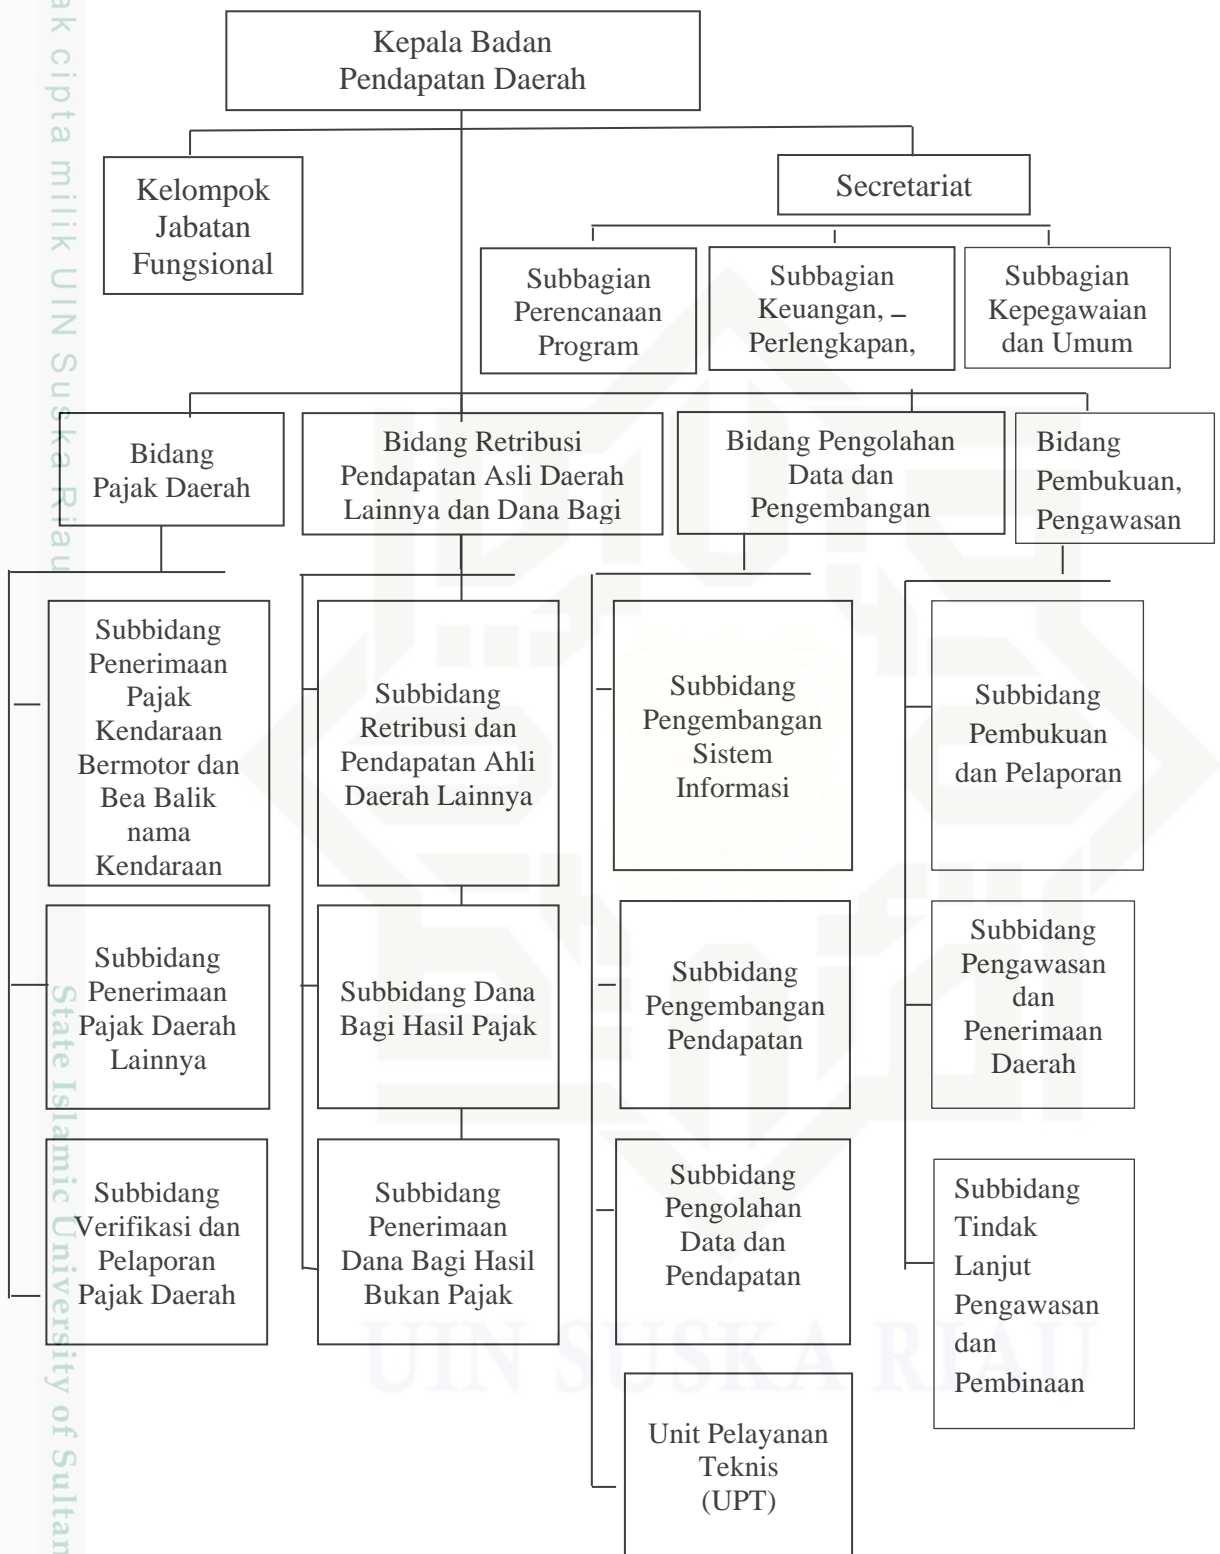 Kepala Badan
Pendapatan Daerah
Kelompok
Jabatan
Fungsional
Secretariat
Subbagian
Perencanaan
Program
Subbagian
Keuangan,
Perlengkapan,
Subbagian
Kepegawaian
dan Umum
Bidang
Pajak Daerah
Bidang Retribusi
Pendapatan Asli Daerah
Lainnya dan Dana Bagi
Bidang Pengolahan
Data dan
Pengembangan
Bidang
Pembukuan,
Pengawasan
Subbidang
Penerimaan
Pajak
Kendaraan
Bermotor dan
Bea Balik
nama
Kendaraan
Subbidang
Retribusi dan
Pendapatan Ahli
Daerah Lainnya
Subbidang
Pengembangan
Sistem
Informasi
Subbidang
Pembukuan
dan Pelaporan
Subbidang
Penerimaan
Pajak Daerah
Lainnya
Subbidang Dana
Bagi Hasil Pajak
Subbidang
Pengembangan
Pendapatan
Subbidang
Pengawasan
dan
Penerimaan
Daerah
Subbidang
Verifikasi dan
Pelaporan
Pajak Daerah
Subbidang
Penerimaan
Dana Bagi Hasil
Bukan Pajak
Subbidang
Pengolahan
Data dan
Pendapatan
Subbidang
Tindak
Lanjut
Pengawasan
dan
Pembinaan
Unit Pelayanan
Teknis
(UPT)
ak cipta milik UIN Suska Riau
State Islamic University of Sultan
UIN SUSKA RIAU